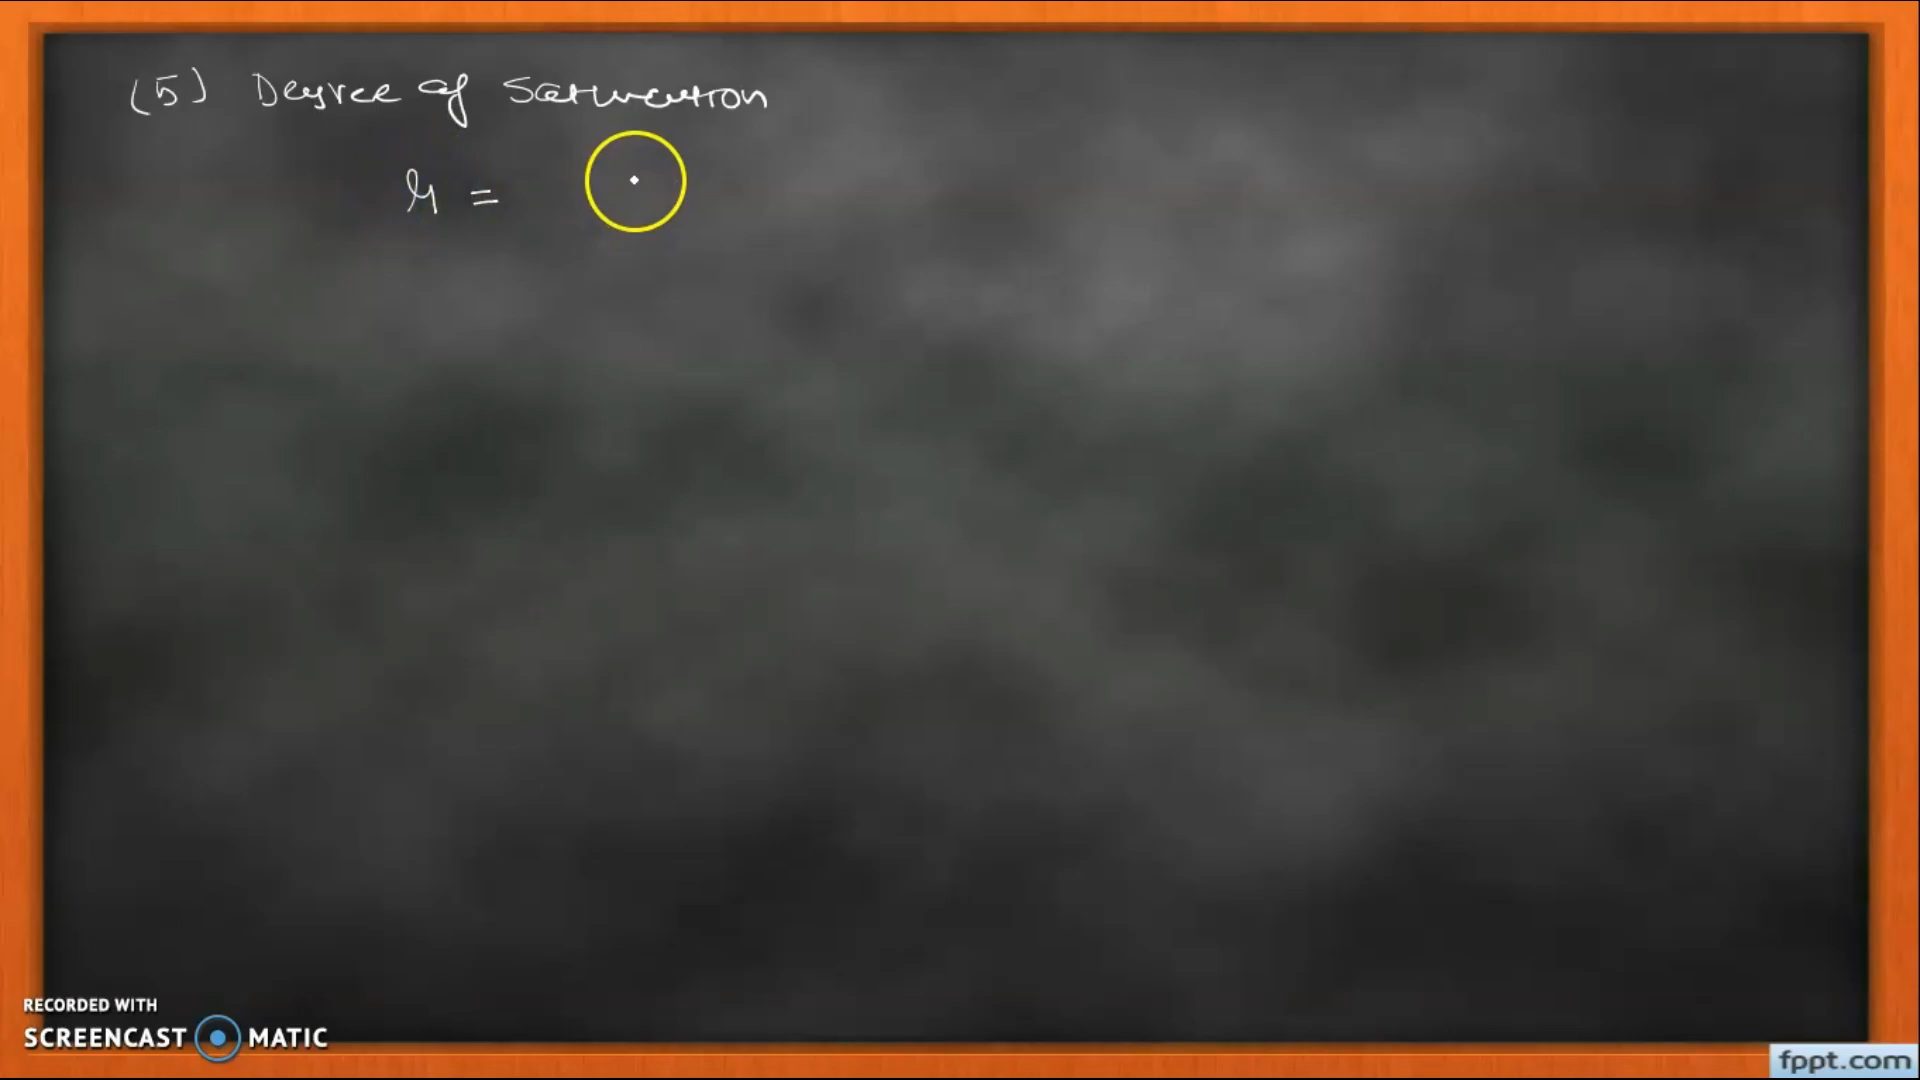 (5) Degree of Saturation
μ =
RECORDED WITH
SCREENCAST MATIC
fppt.com